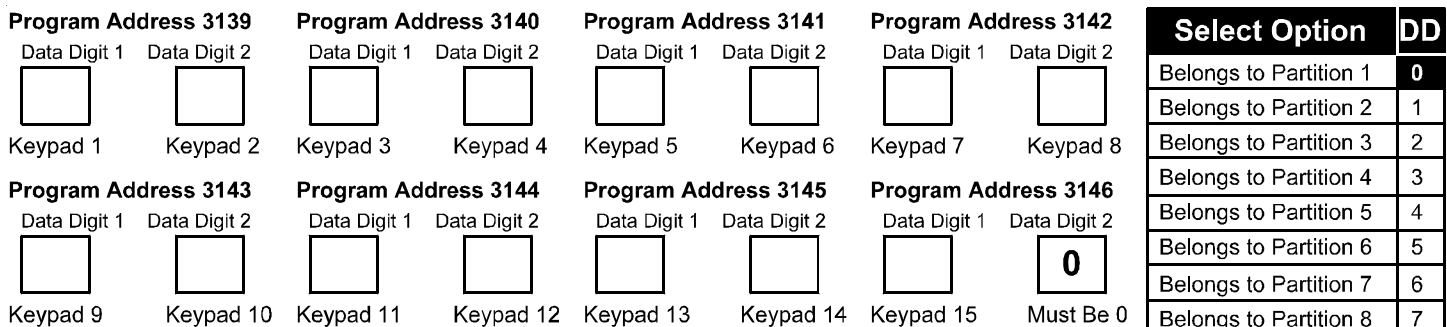 Program Address 3139 Program Address 3140 Program Address 3141 Program Address 3142
Data Digit 1 Data Digit 2 Data Digit 1 Data Digit 2 Data Digit 1 Data Digit 2 Data Digit 1 Data Digit 2
Keypad 1 Keypad 2 Keypad 3 Keypad 4 Keypad 5 Keypad 6 Keypad 7 Keypad 8
Program Address 3143 Program Address 3144 Program Address 3145 Program Address 3146
Data Digit 1 Data Digit 2 Data Digit 1 Data Digit 2 Data Digit 1 Data Digit 2 Data Digit 1 Data Digit 2
0
Keypad 9 Keypad 10 Keypad 11 Keypad 12 Keypad 13 Keypad 14 Keypad 15 Must Be 0
Select Option DD
Belongs to Partition 1 0
Belongs to Partition 2 1
Belongs to Partition 3 2
Belongs to Partition 4 3
Belongs to Partition 5 4
Belongs to Partition 6 5
Belongs to Partition 7 6
Belongs to Partition 8 7